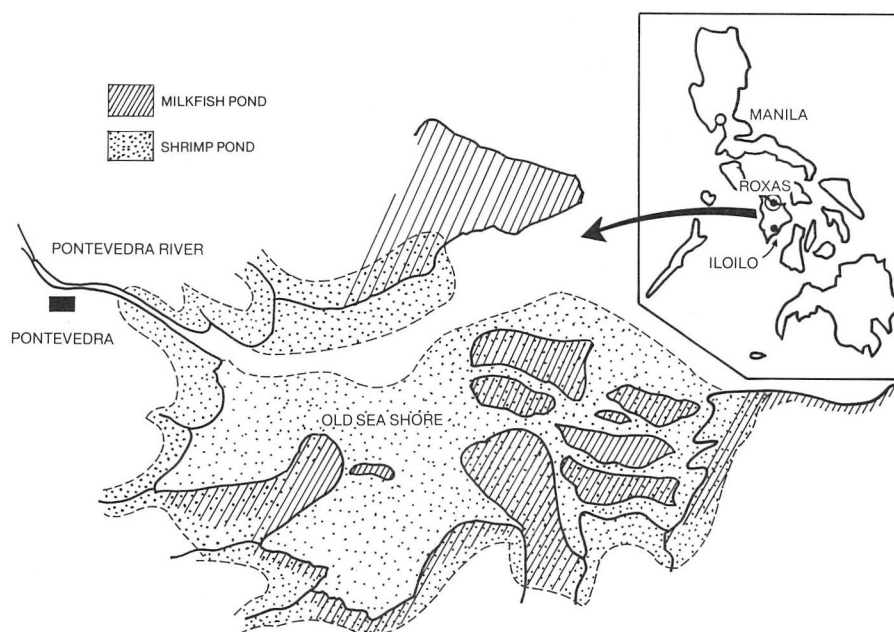 MILKFISH POND
SHRIMP POND
MANILA
ROXAS
ILOILO
PONTEVEDRA RIVER
PONTEVEDRA
OLD SEA SHORE